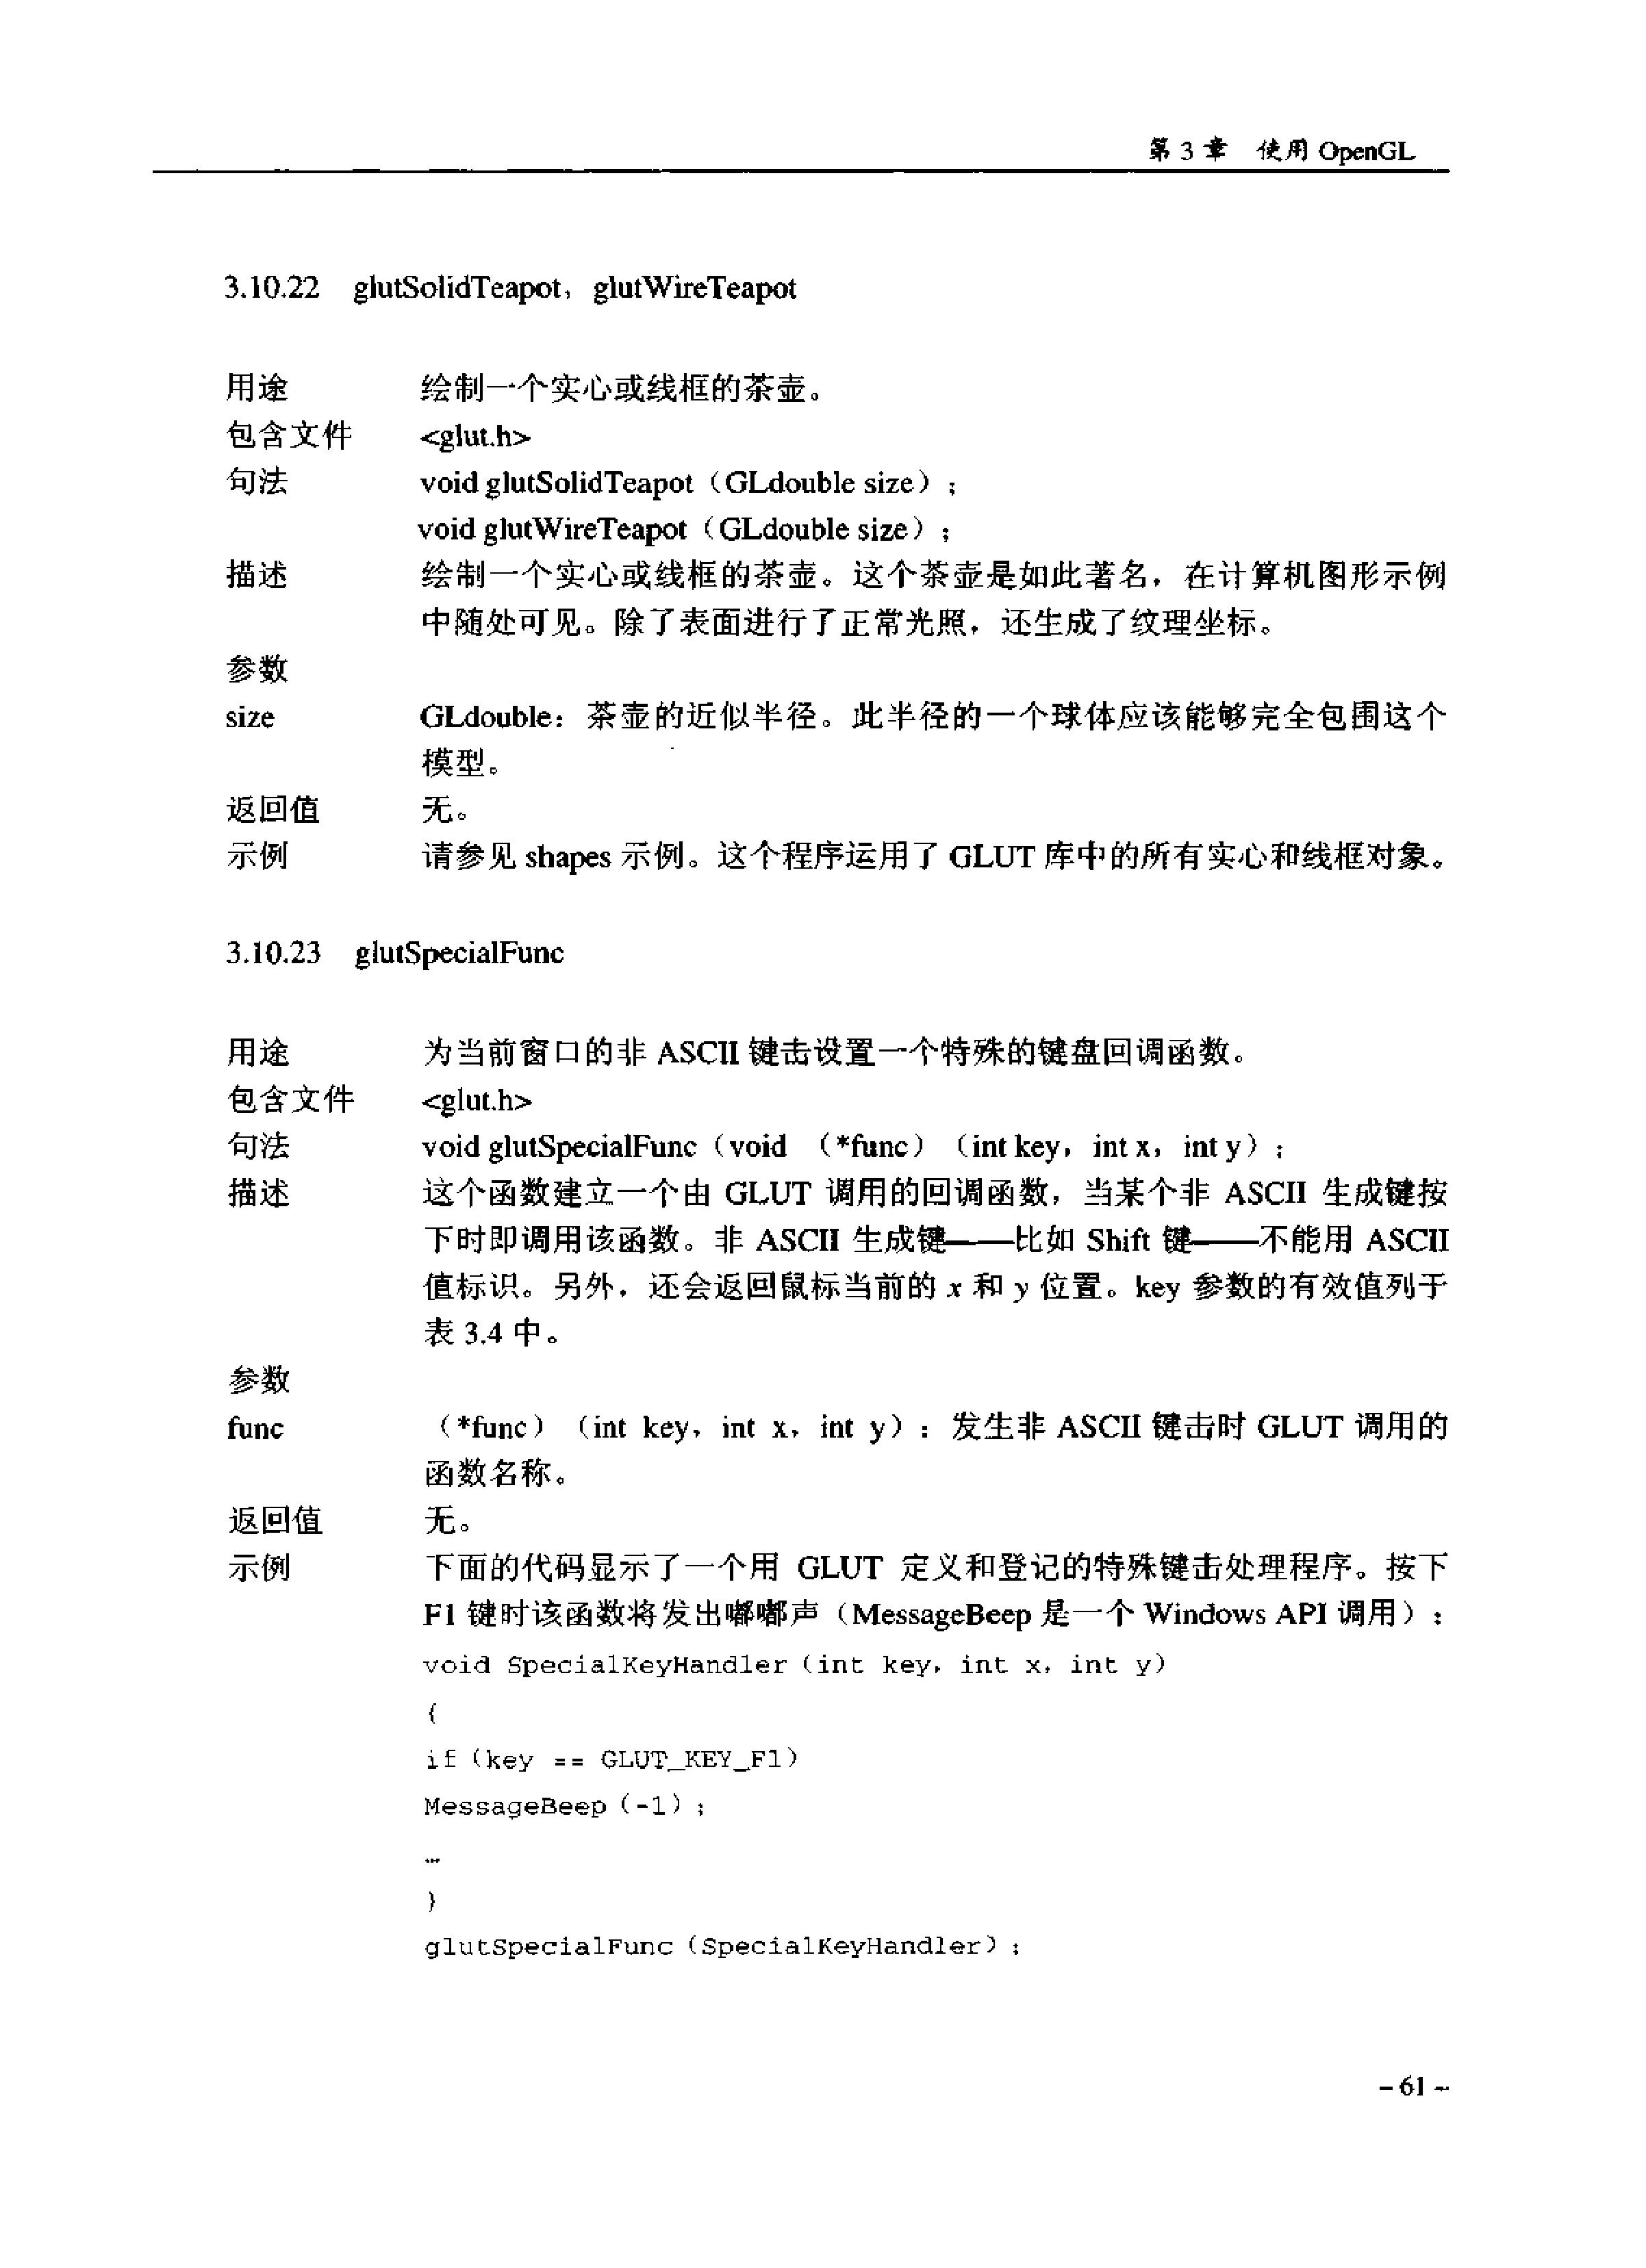 第 3 章　使用 OpenGL
3.10.22　glutSolidTeapot，glutWireTeapot
用途　绘制一个实心或线框的茶壶。
包含文件　<glut.h>
句法　void glutSolidTeapot（GLdouble size）;
void glutWireTeapot（GLdouble size）;
描述　绘制一个实心或线框的茶壶。这个茶壶是如此著名，在计算机图形示例
中随处可见。除了表面进行了正常光照，还生成了纹理坐标。
参数
size　GLdouble：茶壶的近似半径。此半径的一个球体应该能够完全包围这个
模型。
返回值　无。
示例　请参见 shapes 示例。这个程序运用了 GLUT 库中的所有实心和线框对象。
3.10.23　glutSpecialFunc
用途　为当前窗口的非 ASCII 键击设置一个特殊的键盘回调函数。
包含文件　<glut.h>
句法　void glutSpecialFunc（void （*func）（int key，int x，int y）;
描述　这个函数建立一个由 GLUT 调用的回调函数，当某个非 ASCII 生成键按
下时即调用该函数。非 ASCII 生成键——比如 Shift 键——不能用 ASCII
值标识。另外，还会返回鼠标当前的 x 和 y 位置。key 参数的有效值列于
表 3.4 中。
参数
func　（*func）（int key，int x，int y）：发生非 ASCII 键击时 GLUT 调用的
函数名称。
返回值　无。
示例　下面的代码显示了一个用 GLUT 定义和登记的特殊键击处理程序。按下
F1 键时该函数将发出嘟嘟声（MessageBeep 是一个 Windows API 调用）：
void SpecialKeyHandler（int key，int x，int y）
{
if（key == GLUT_KEY_F1）
MessageBeep（-1）;
…
}
glutSpecialFunc（SpecialKeyHandler）;
- 61 -